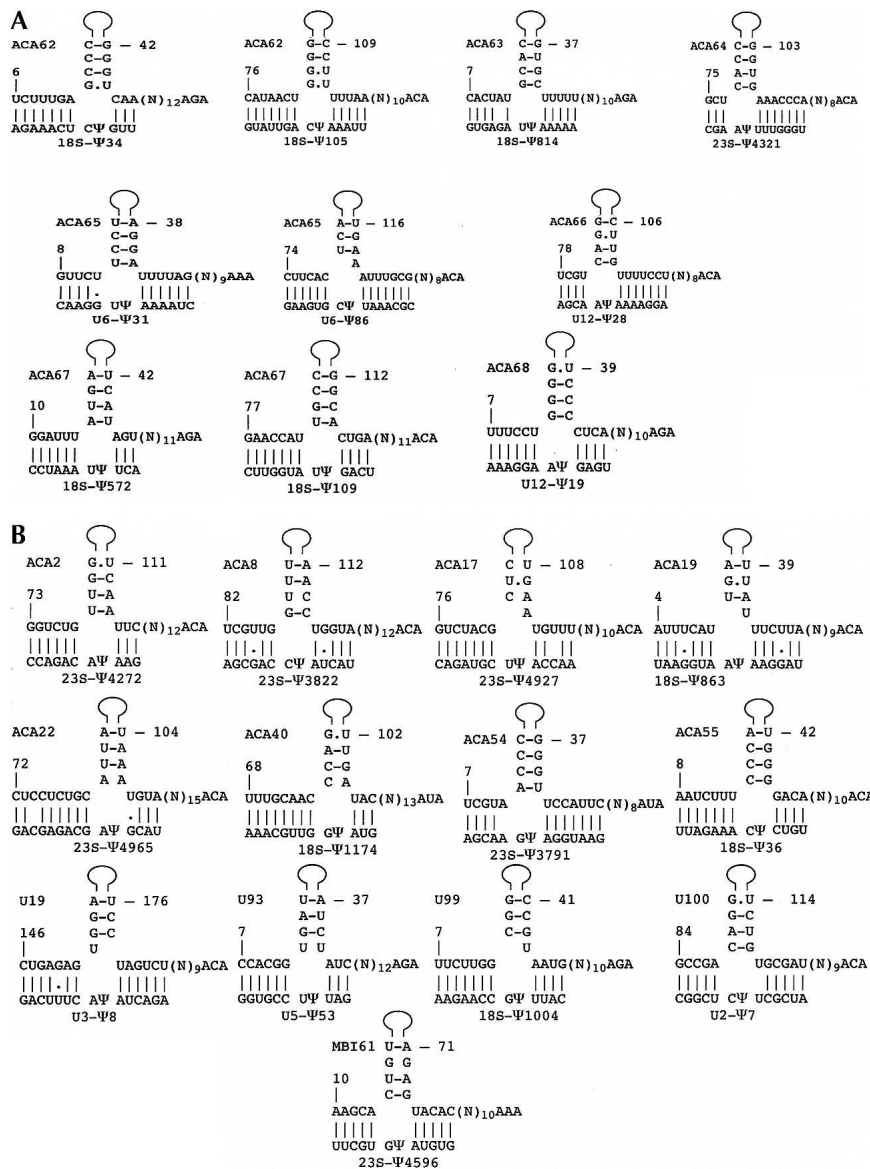 A
ACA62 C-G – 42
C-G
G-C
6 G.U
UCUUUGA CAA(N)12AGA
AGAAACU CΨ GUU
18S-Ψ34
ACA62 G-C – 109
C-C
C-G
76 G-U
CAUAACU UUUAA(N)10ACA
GUAUUGA CΨ AAAUU
18S-Ψ105
ACA63 C-G – 37
U-A
C-G
7 G-C
CACUAU UUUUU(N)10AGA
GUGAGA UΨ AAAAA
18S-Ψ814
ACA64 C-G – 103
75
GCU AAACCCA(N)8ACA
CGA AΨ UUUGGGU
23S-Ψ4321
ACA65 U-A – 38
8 U-A
GUUCU UUUUAG(N)9AAA
CAAGG UΨ AAAAUC
U6-Ψ31
ACA65 A-U – 116
C-G
U-A
74 A
CUUCAC AUUUGCG(N)8ACA
GAAGUG CΨ UAAACGC
U6-Ψ86
ACA66 G-C – 106
G.U
78 C-G
UCGU UUUUCCU(N)8ACA
AGCA AΨ AAAAGGA
U12-Ψ28
ACA67 A-U – 42
G-C
U-A
10 A-U
GGAUUU AGU(N)11AGA
CCUAAA UΨ UCA
18S-Ψ572
ACA67 C-G – 112
C-G
G-C
77 U-A
GAACCAU CUGA(N)11ACA
CUUGGUA UΨ GACU
18S-Ψ109
ACA68 G.U – 39
G-C
G-C
7 G-C
UUUCCU CUCA(N)10AGA
AAAGGA AΨ GAGU
U12-Ψ19
B
ACA2 G.U – 111
G-C
U-A
73 U-A
GGUCUG UUC(N)12ACA
CCAGAC AΨ AAG
23S-Ψ4272
ACA8 U-A – 112
U-A
U C
82 G-C
UCGUUG UGGUA(N)12ACA
AGCGAC CΨ AUCAU
23S-Ψ3822
ACA17 C U – 108
U-G
C A
76 A
GUCUACG UGUUU(N)10ACA
CAGAUGC UΨ ACCAA
23S-Ψ4927
ACA19 A-U – 39
G.U
U-A
4 U
AUUUCAU UUCUUA(N)9ACA
UAAGGUA AΨ AAGGAU
18S-Ψ863
ACA22 A-U – 104
U-A
U-A
72 A A
CUCCUCUGC UGUA(N)15ACA
GACGAGACG AΨ GCAU
23S-Ψ4965
ACA40 G.U – 102
A-U
C-G
68 C A
UUUGCAAC UAC(N)13AUA
AAACGUUG GΨ AUG
18S-Ψ1174
ACA54 C-G – 37
C-G
C-G
7 A-U
UCGUA UCCAUUC(N)8AUA
AGCAA GΨ AGGUAAG
23S-Ψ3791
ACA55 A-U – 42
C-G
C-G
8 G-C
AAUCUUU GACA(N)10ACA
UUAGAAA CΨ CUGU
18S-Ψ36
U19 A-U – 176
G-C
G-C
146 U
CUGAGAG UAGUCU(N)9ACA
GACUUUC AΨ AUCAGA
U3-Ψ8
U93 U-A – 37
A-U
G-C
7 U U
CCACGG AUC(N)12AGA
GGGUGCC UΨ UAG
U5-Ψ53
U99 G-C – 41
G-C
C-G
7 U
UUCUUGG AAUG(N)10AGA
AAGAACC GΨ UUAC
18S-Ψ1004
U100 G.U – 114
G-C
A-U
84 C-G
GCCGA UGCGAU(N)9ACA
CGGCU CΨ UCGCUA
U2-Ψ7
MBI61 U-A – 71
G G
U-A
10 C-G
AAGCA UACAC(N)10AAA
UUCGU GΨ AUGUG
23S-Ψ4596